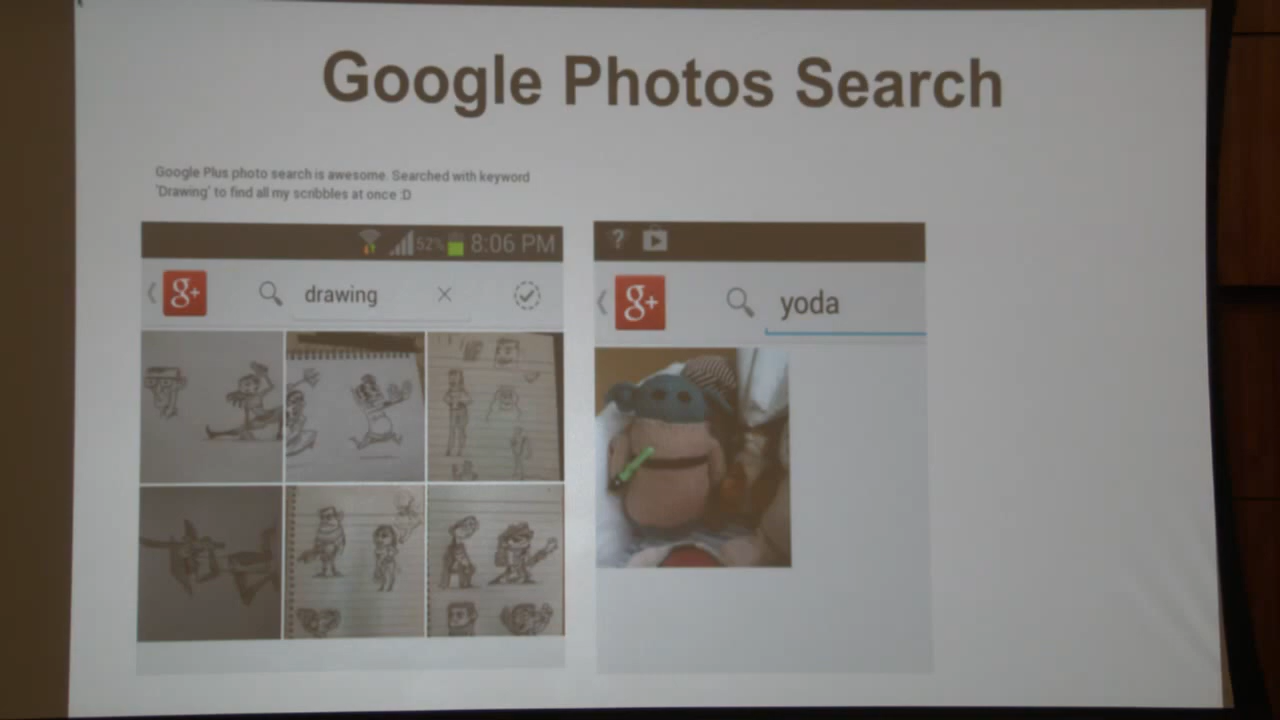 Google Photos Search
Google Plus photo search is awesome. Searched with keyword
'Drawing' to find all my scribbles at once :D
52% 8:06 PM
g+ drawing
?
g+ yoda